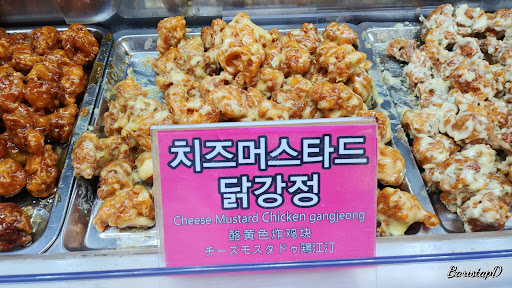 치즈머스타드
닭강정
Cheese Mustard Chicken gangjeong
酪黄色炸鸡块
チーズモスタドゥ鶏江汀
BaristapD